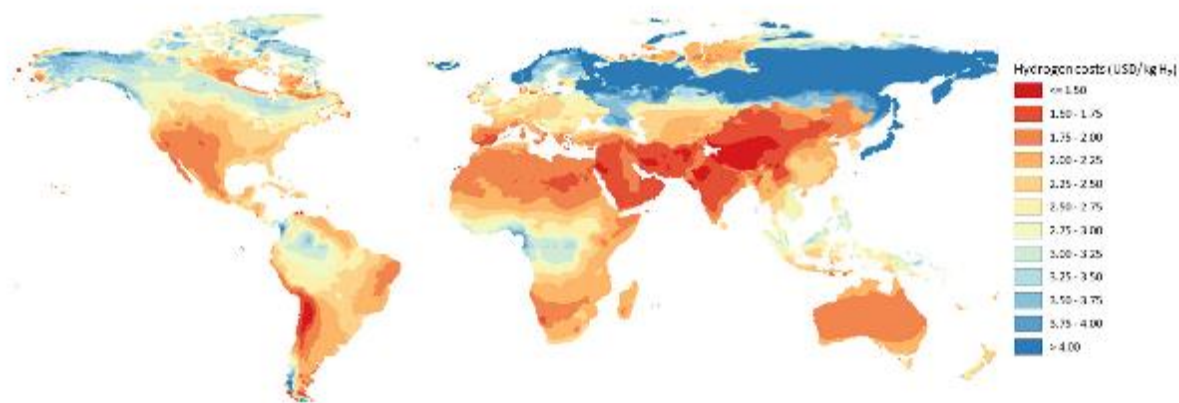 Hydrogen costs (USD/kg H₂)
<= 1.50
1.50 - 1.75
1.75 - 2.00
2.00 - 2.25
2.25 - 2.50
2.50 - 2.75
2.75 - 3.00
3.00 - 3.25
3.25 - 3.50
3.50 - 3.75
3.75 - 4.00
> 4.00